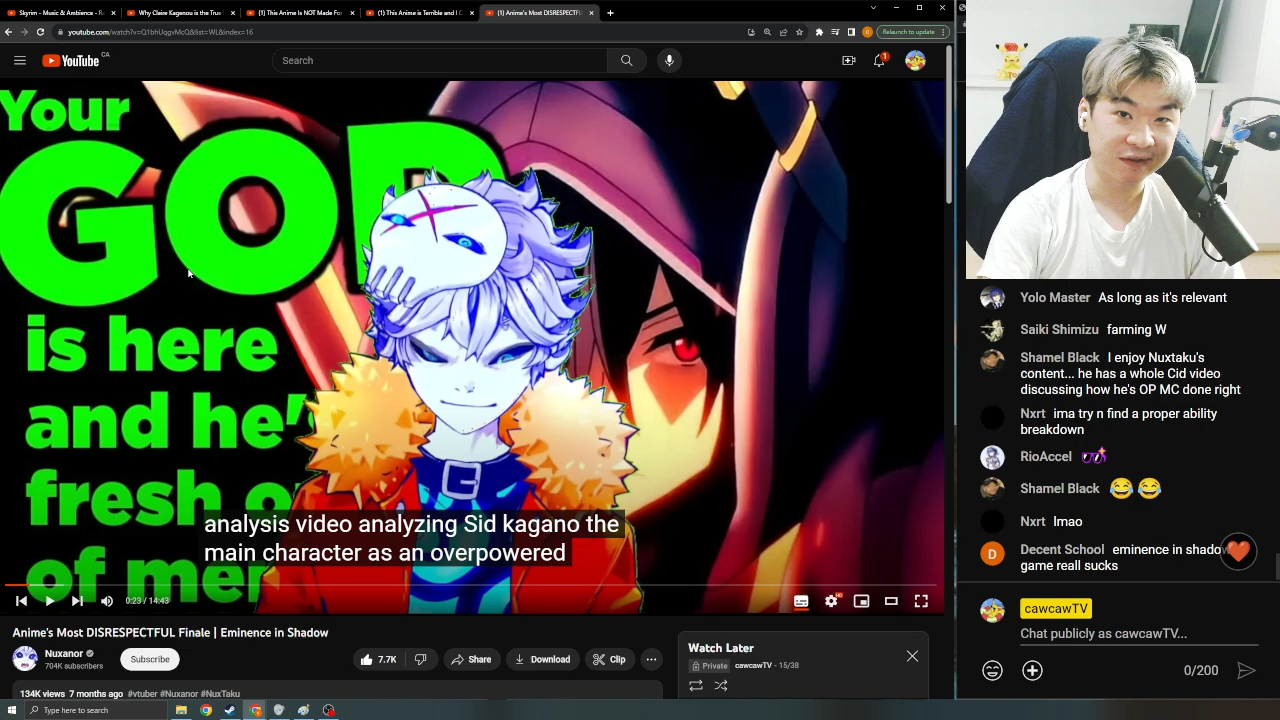 Skyrim - Music & Ambience - R
Why Claire Kagenou is the True
(1) This Anime Is NOT Made Fo
(1) This Anime is Terrible and I C
(1) Anime's Most DISRESPECTFU
youtube.com/watch?v=Q1bhUqgvMcQ&list=WL&index=16
Relaunch to update
YouTube CA
Search
1
Your
GOD
is here
and he'
fresh o
of mer
analysis video analyzing Sid kagano the
main character as an overpowered
0:23 / 14:43
HD
Anime's Most DISRESPECTFUL Finale | Eminence in Shadow
Nuxanor
704K subscribers
Subscribe
7.7K
Share
Download
Clip
134K views 7 months ago #vtuber #Nuxanor #NuxTaku
Watch Later
Private cawcawTV - 15/38
Type here to search
Yolo Master As long as it's relevant
Saiki Shimizu farming W
Shamel Black I enjoy Nuxtaku's
content... he has a whole Cid video
discussing how he's OP MC done right
Nxrt ima try n find a proper ability
breakdown
RioAccel
Shamel Black
Nxrt lmao
D Decent School eminence in shadow
game reall sucks
cawcawTV
Chat publicly as cawcawTV...
0/200